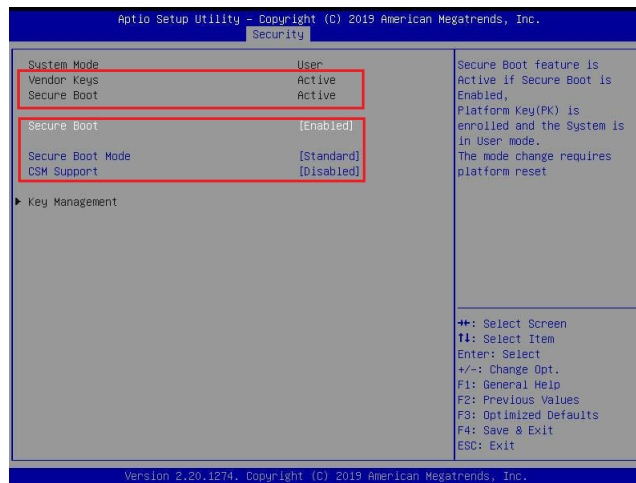 Aptio Setup Utility – Copyright (C) 2019 American Megatrends, Inc.
Security
System Mode User
Vendor Keys Active
Secure Boot Active
Secure Boot [Enabled]
Secure Boot Mode [Standard]
CSM Support [Disabled]
Key Management
Secure Boot feature is
Active if Secure Boot is
Enabled,
Platform Key(PK) is
enrolled and the System is
in User mode.
The mode change requires
platform reset
→←: Select Screen
↑↓: Select Item
Enter: Select
+/-: Change Opt.
F1: General Help
F2: Previous Values
F3: Optimized Defaults
F4: Save & Exit
ESC: Exit
Version 2.20.1274. Copyright (C) 2019 American Megatrends, Inc.